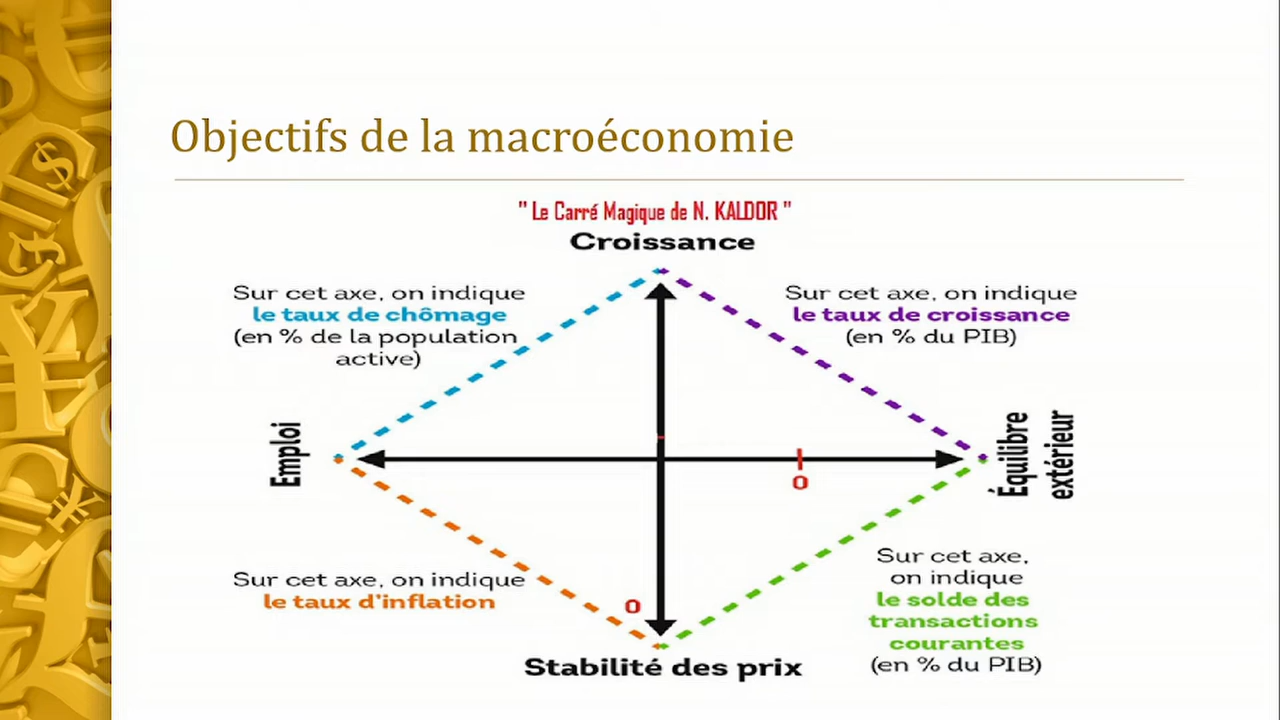 Objectifs de la macroéconomie
" Le Carré Magique de N. KALDOR "
Croissance
Sur cet axe, on indique
le taux de chômage
(en % de la population
active)
Sur cet axe, on indique
le taux de croissance
(en % du PIB)
Emploi
Équilibre
extérieur
O
Sur cet axe, on indique
le taux d'inflation
O
Sur cet axe,
on indique
le solde des
transactions
courantes
(en % du PIB)
Stabilité des prix